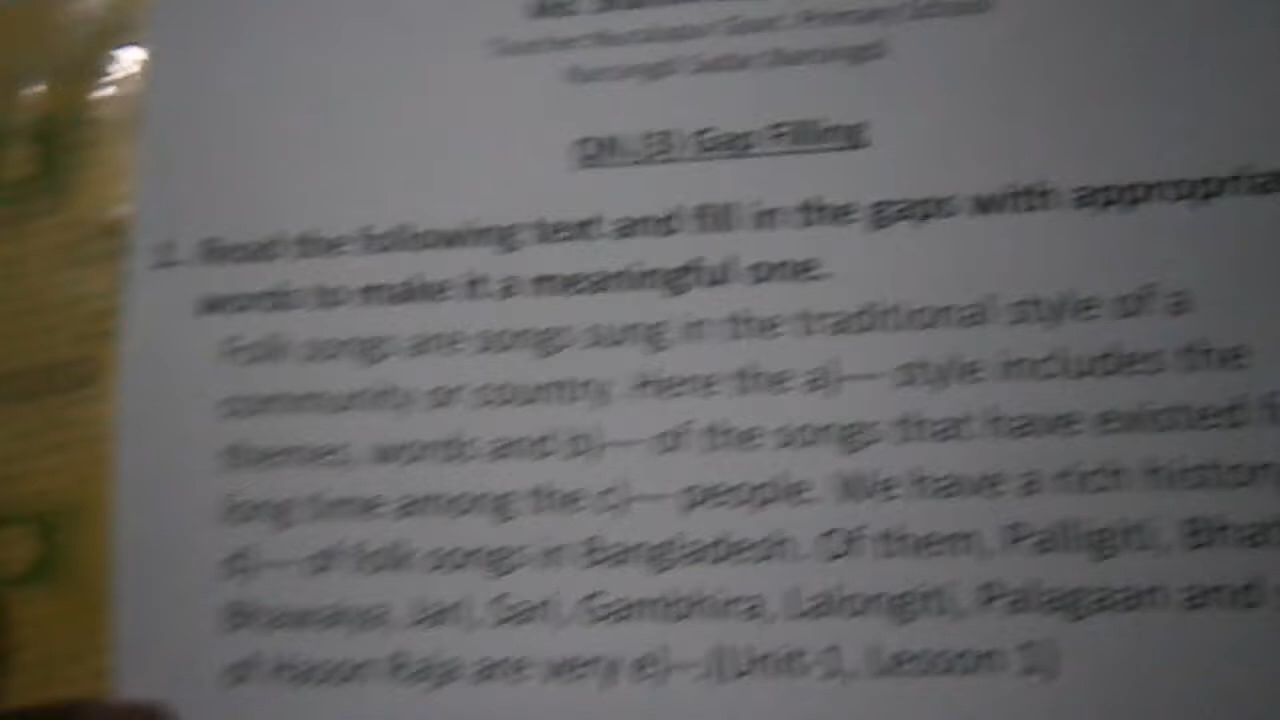 Gap Filling
1. Read the following text and fill in the gaps with
words to make it a meaningful one.
Folk songs are songs sung in the traditional style of a
community or country. Here the a)— style includes the
themes, words and b)— of the songs that have existed
long time among the c)— people. We have a rich
d)— of folk songs in Bangladesh. Of them, Palligiti,
Bhawaiya, Jari, Sari, Gambhira, Lalongiti, Palagaan and
of Hason Raja are very e)—.(Unit-1, Lesson 1)